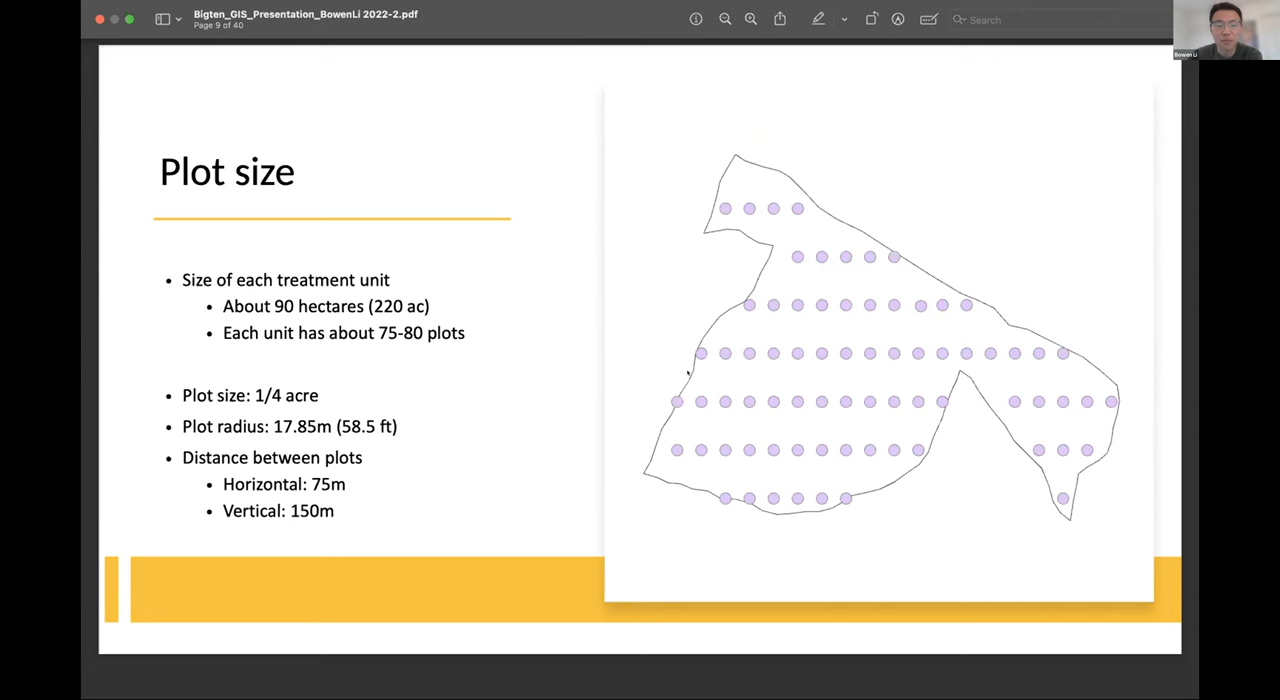 Bigten_GIS_Presentation_BowenLi 2022-2.pdf
Page 9 of 40
Search
Bowen Li
Plot size
• Size of each treatment unit
• About 90 hectares (220 ac)
• Each unit has about 75-80 plots
• Plot size: 1/4 acre
• Plot radius: 17.85m (58.5 ft)
• Distance between plots
• Horizontal: 75m
• Vertical: 150m